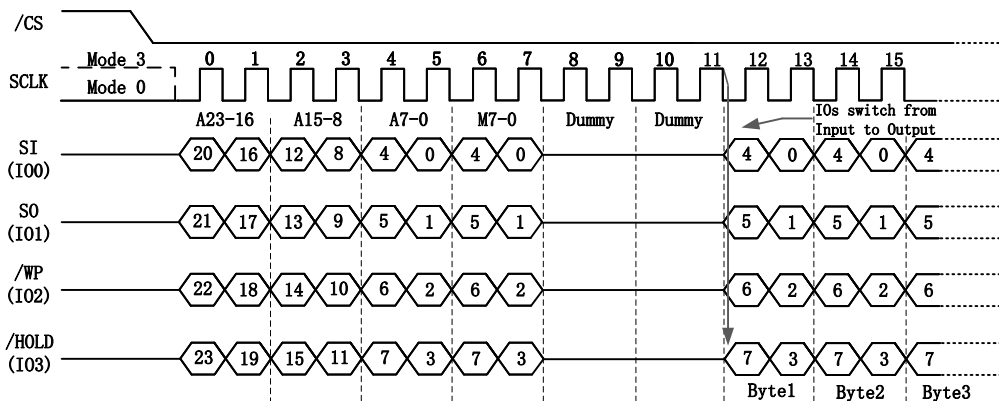 /CS
Mode 3 0 1 2 3 4 5 6 7 8 9 10 11 12 13 14 15
SCLK
Mode 0
A23-16 A15-8 A7-0 M7-0 Dummy Dummy
IOs switch from
Input to Output
SI 20 16 12 8 4 0 4 0 4 0 4 0 4
(IO0)
SO 21 17 13 9 5 1 5 1 5 1 5 1 5
(IO1)
/WP 22 18 14 10 6 2 6 2 6 2 6 2 6
(IO2)
/HOLD 23 19 15 11 7 3 7 3 7 3 7 3 7
(IO3)
Byte1 Byte2 Byte3